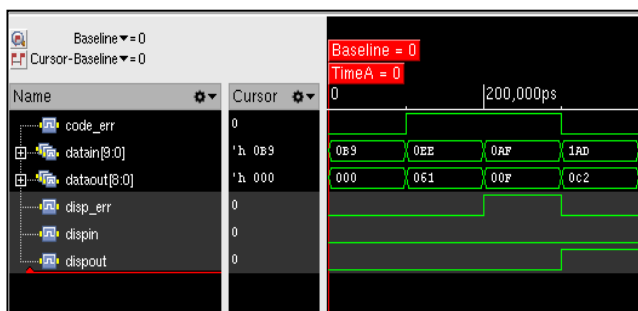 Baseline▼=0
Cursor-Baseline▼=0
Baseline = 0
TimeA = 0
Name Cursor 0 200,000ps
code_err 0
datain[9:0] 'h 0B9 0B9 0EE 0AF 1AD
dataout[8:0] 'h 000 000 061 00F 0c2
disp_err 0
dispin 0
dispout 0